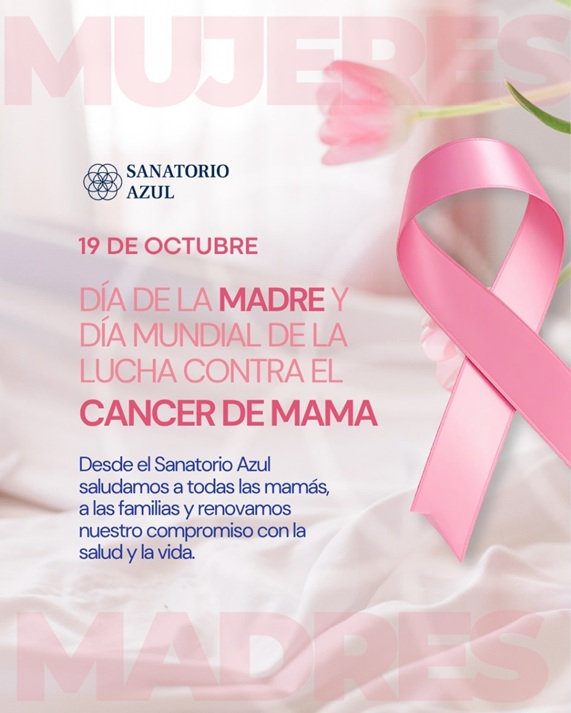 MUJERES
SANATORIO
AZUL
19 DE OCTUBRE
DÍA DE LA MADRE Y
DÍA MUNDIAL DE LA
LUCHA CONTRA EL
CANCER DE MAMA
Desde el Sanatorio Azul
saludamos a todas las mamás,
a las familias y renovamos
nuestro compromiso con la
salud y la vida.
MADRES